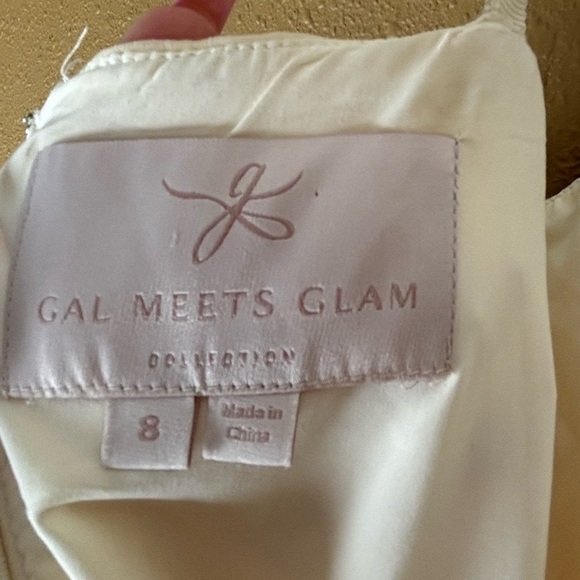 g
GAL MEETS GLAM
COLLECTION
8
Made in
China